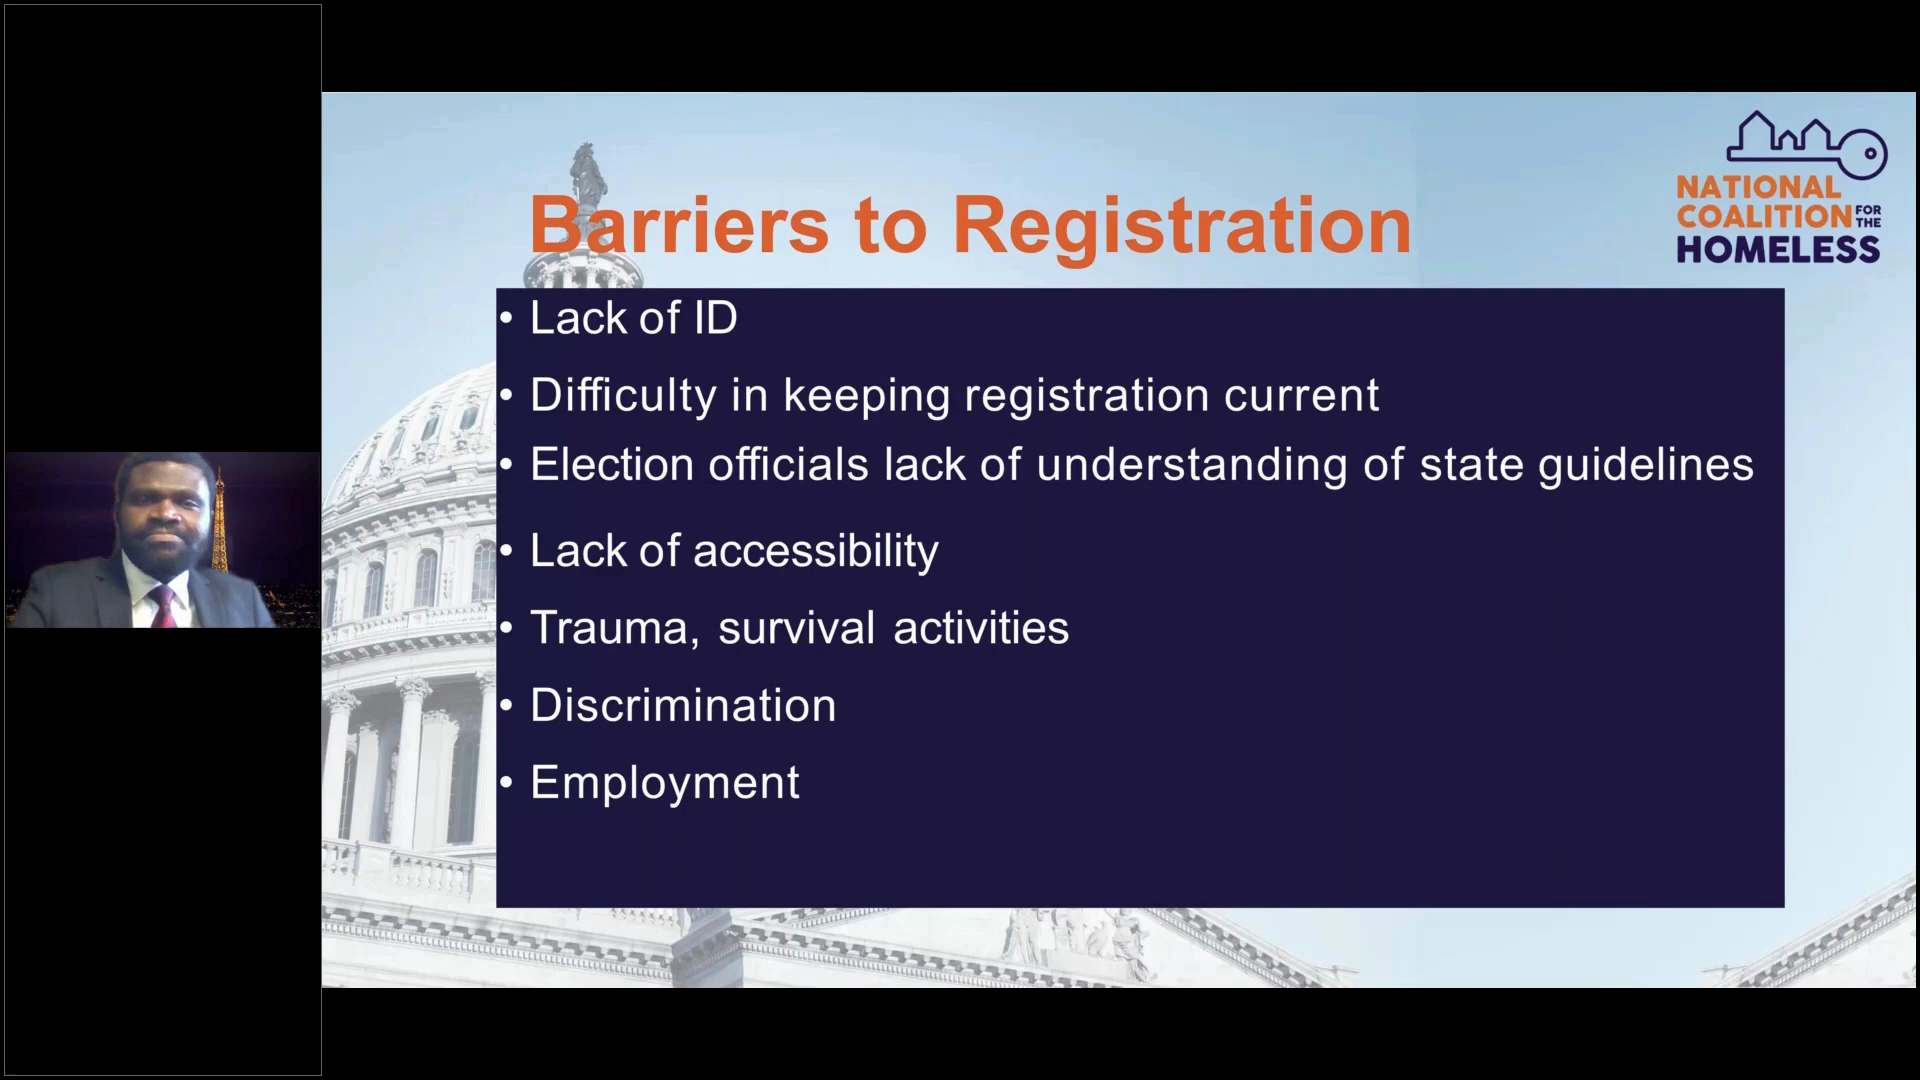 Barriers to Registration
NATIONAL
COALITION FOR THE
HOMELESS
• Lack of ID
• Difficulty in keeping registration current
• Election officials lack of understanding of state guidelines
• Lack of accessibility
• Trauma, survival activities
• Discrimination
• Employment